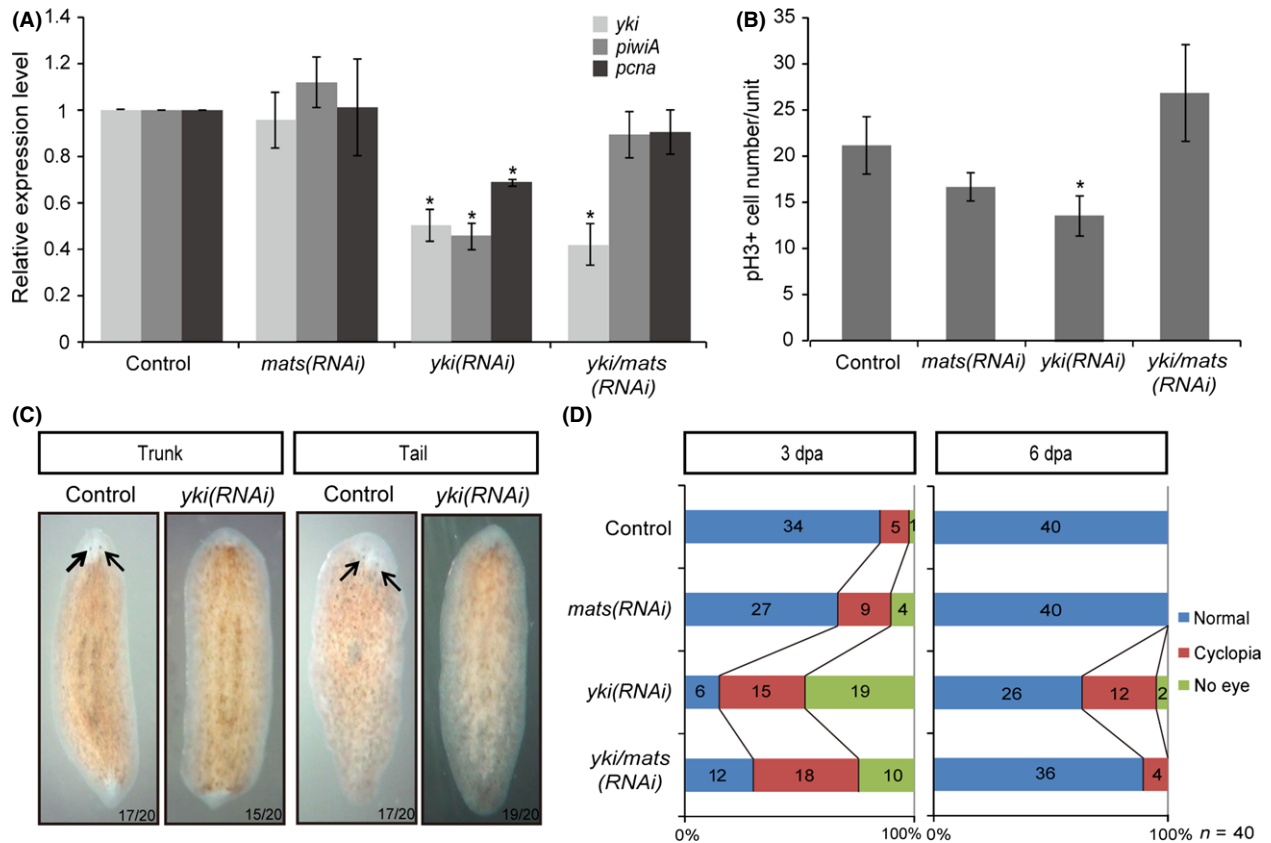 (A)
Relative expression level
1.4
1.2
1
0.8
0.6
0.4
0.2
0
yki
piwiA
pcna
*
*
*
*
Control
mats(RNAi)
yki(RNAi)
yki/mats
(RNAi)
(B)
pH3+ cell number/unit
35
30
25
20
15
10
5
0
*
Control
mats(RNAi)
yki(RNAi)
yki/mats
(RNAi)
(C)
Trunk
Tail
Control
yki(RNAi)
Control
yki(RNAi)
17/20
15/20
17/20
19/20
(D)
3 dpa
6 dpa
Control
34
5
1
40
mats(RNAi)
27
9
4
40
yki(RNAi)
6
15
19
26
12
2
yki/mats
(RNAi)
12
18
10
36
4
0%
100%
0%
100%
n = 40
Normal
Cyclopia
No eye